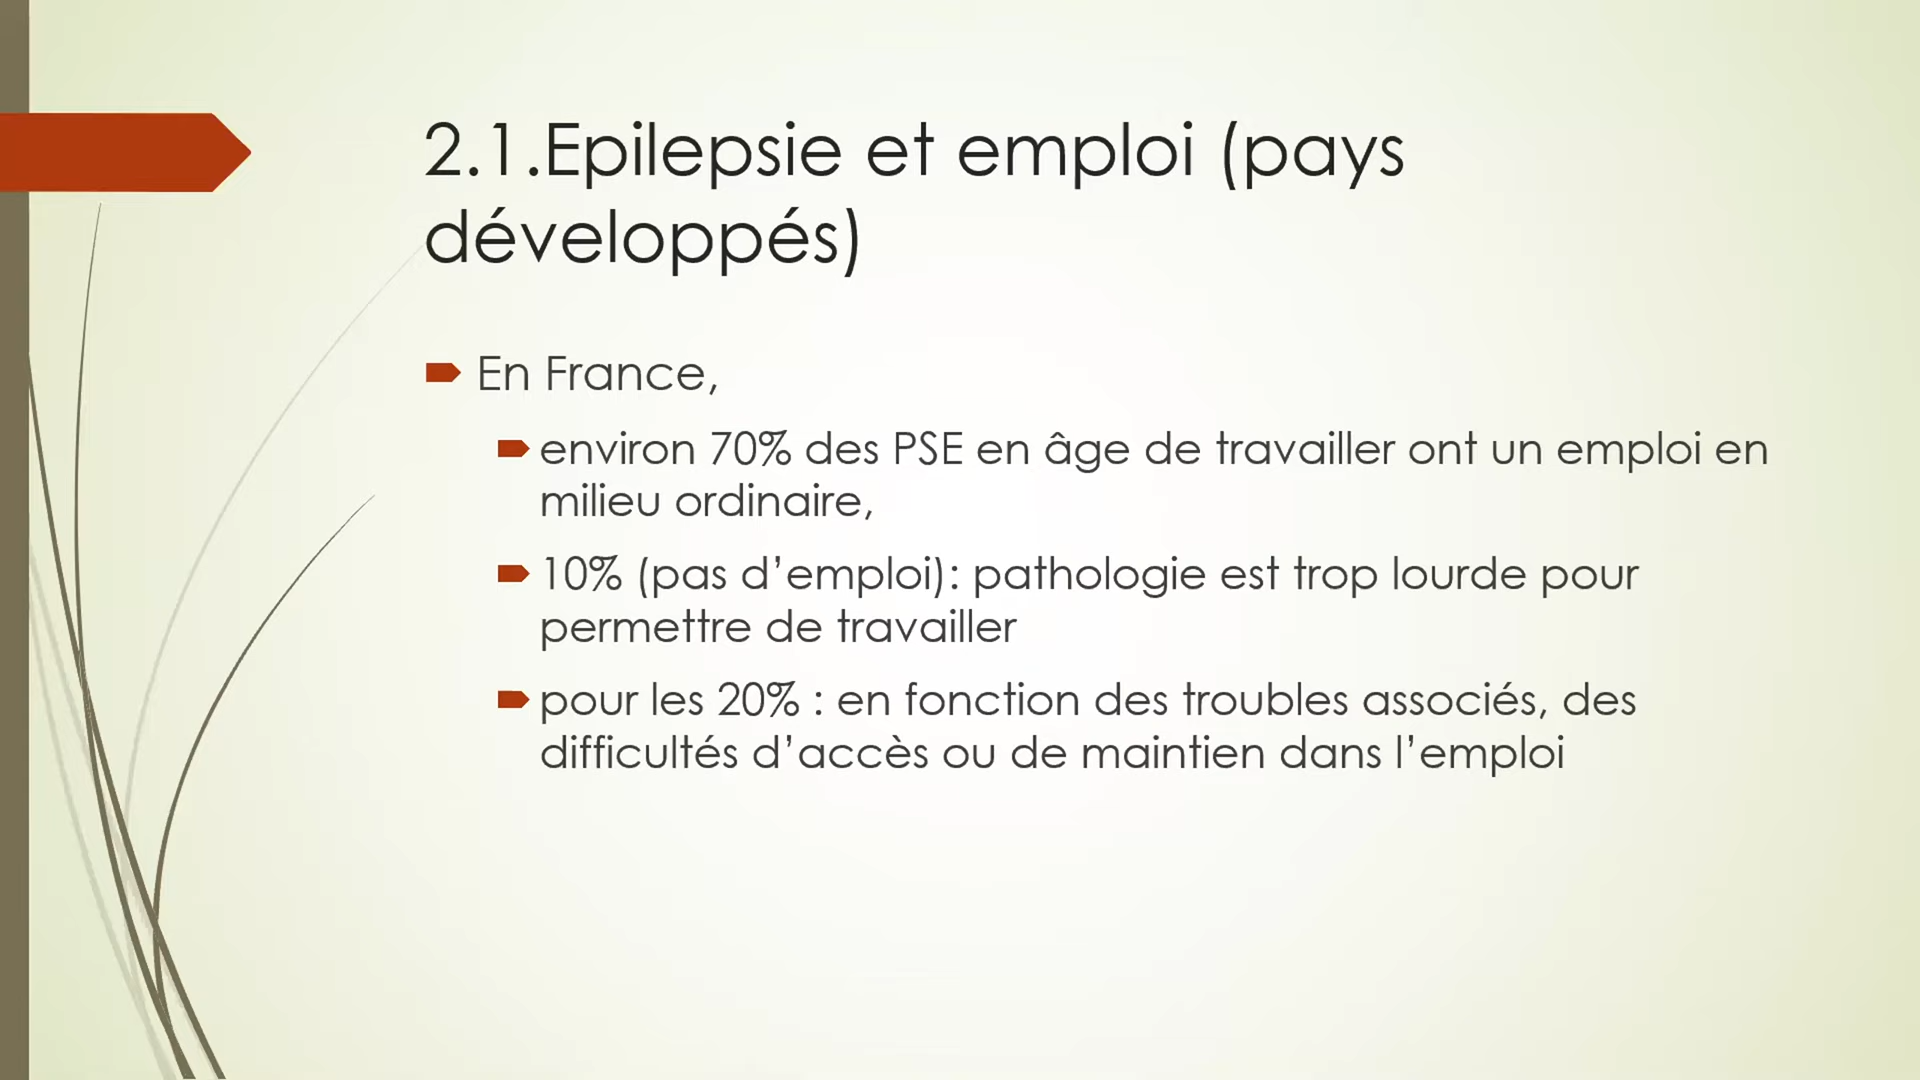 2.1.Epilepsie et emploi (pays
développés)
En France,
environ 70% des PSE en âge de travailler ont un emploi en
milieu ordinaire,
10% (pas d’emploi): pathologie est trop lourde pour
permettre de travailler
pour les 20% : en fonction des troubles associés, des
difficultés d’accès ou de maintien dans l’emploi